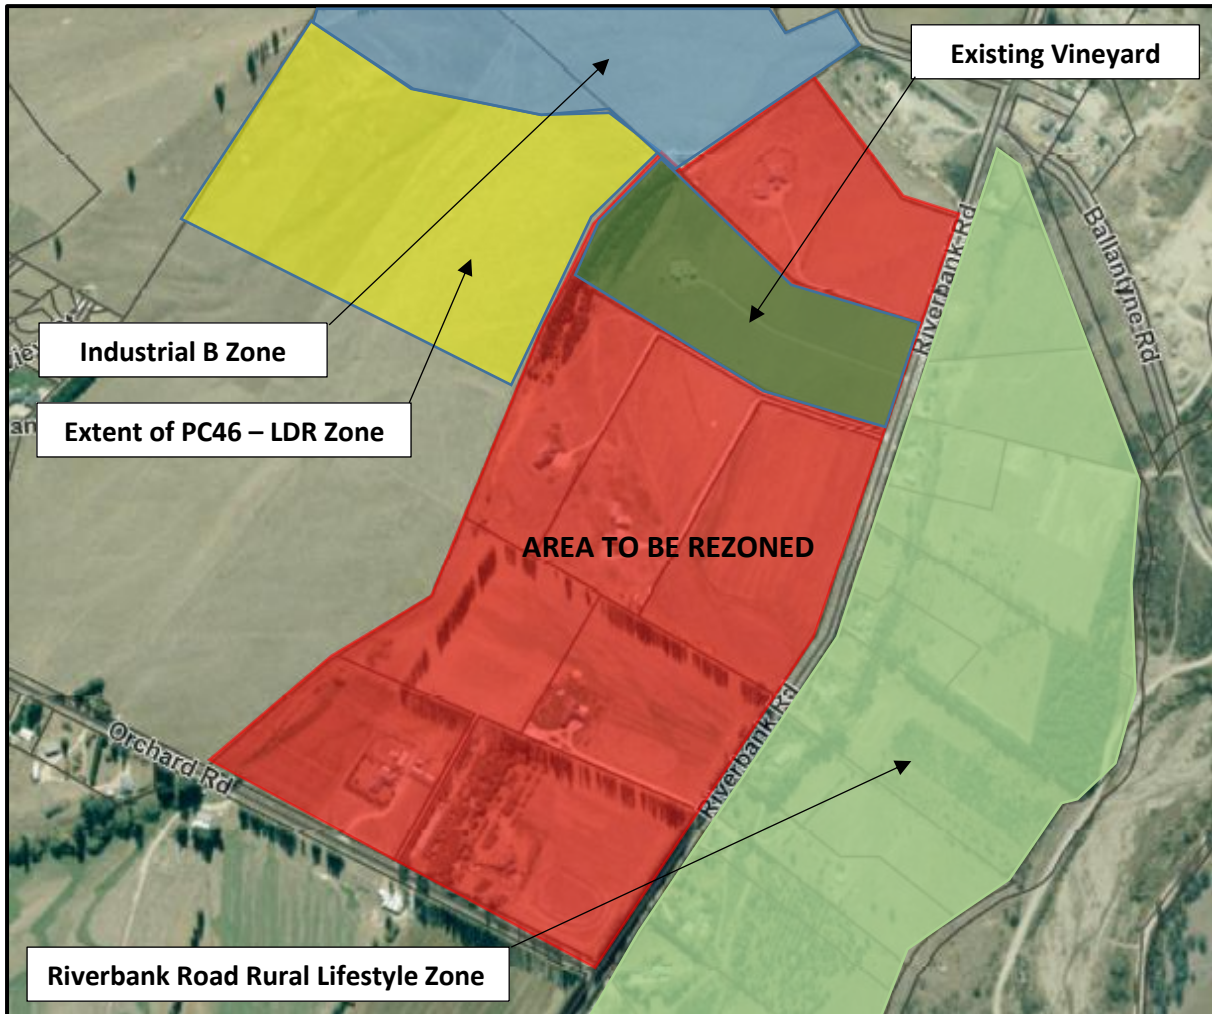 Existing Vineyard
Riverbank Rd
Ballantyne Rd
Industrial B Zone
Extent of PC46 – LDR Zone
AREA TO BE REZONED
Riverbank Rd
Orchard Rd
Riverbank Road Rural Lifestyle Zone